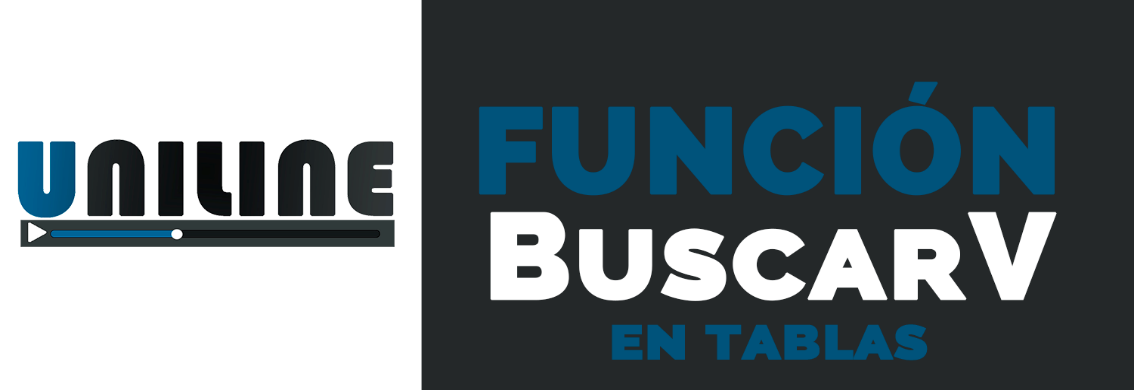 UNILINE
FUNCIÓN
BUSCARV
EN TABLAS